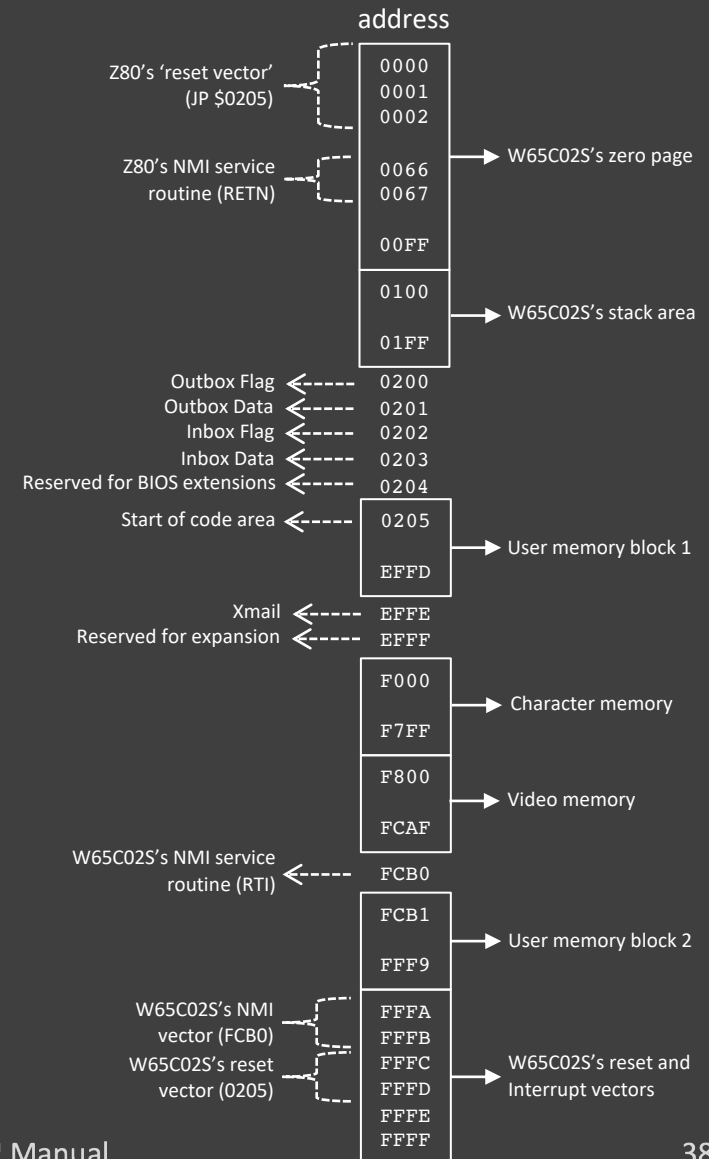 address
Z80's 'reset vector'
(JP $0205)
0000
0001
0002
Z80's NMI service
routine (RETN)
0066
0067
W65C02S's zero page
00FF
0100
W65C02S's stack area
01FF
Outbox Flag 0200
Outbox Data 0201
Inbox Flag 0202
Inbox Data 0203
Reserved for BIOS extensions 0204
Start of code area 0205
User memory block 1
EFFD
Xmail EFFE
Reserved for expansion EFFF
F000
Character memory
F7FF
F800
Video memory
FCAF
W65C02S's NMI service
routine (RTI)
FCB0
FCB1
User memory block 2
FFF9
W65C02S's NMI
vector (FCB0)
FFFA
FFFB
W65C02S's reset
vector (0205)
FFFC
FFFD
W65C02S's reset and
Interrupt vectors
FFFE
FFFF
Manual 38